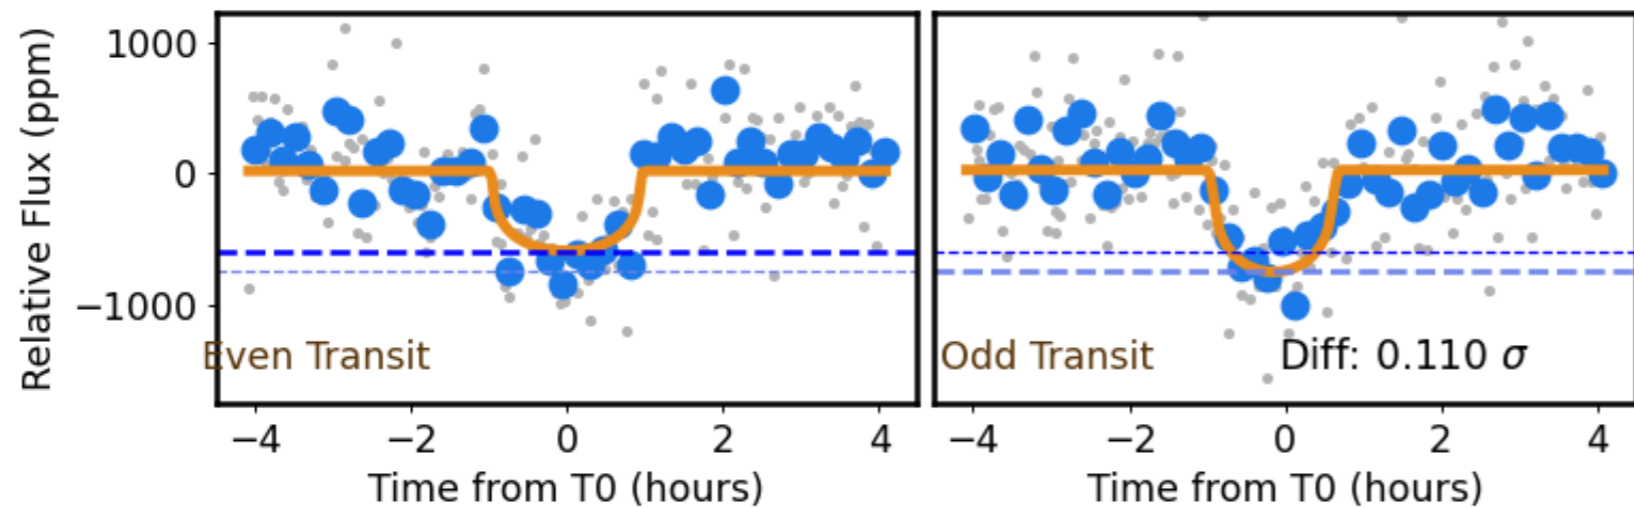 Relative Flux (ppm)
1000
0
−1000
Even Transit
Odd Transit
Diff: 0.110 σ
−4 −2 0 2 4
−4 −2 0 2 4
Time from T0 (hours)
Time from T0 (hours)